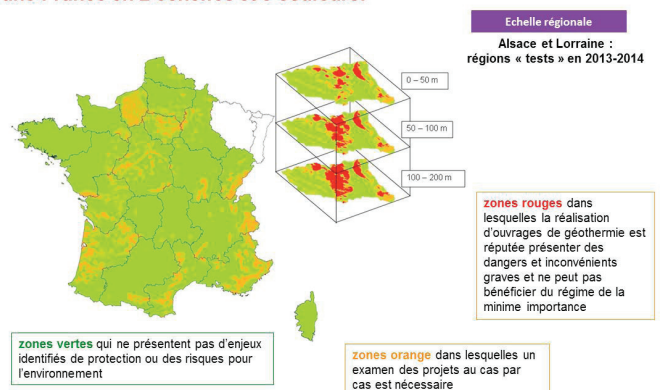 Echelle régionale
Alsace et Lorraine :
régions « tests » en 2013-2014
0 – 50 m
50 – 100 m
100 – 200 m
zones rouges dans
lesquelles la réalisation
d'ouvrages de géothermie est
réputée présenter des
dangers et inconvénients
graves et ne peut pas
bénéficier du régime de la
minime importance
zones vertes qui ne présentent pas d'enjeux
identifiés de protection ou des risques pour
l'environnement
zones orange dans lesquelles un
examen des projets au cas par
cas est nécessaire